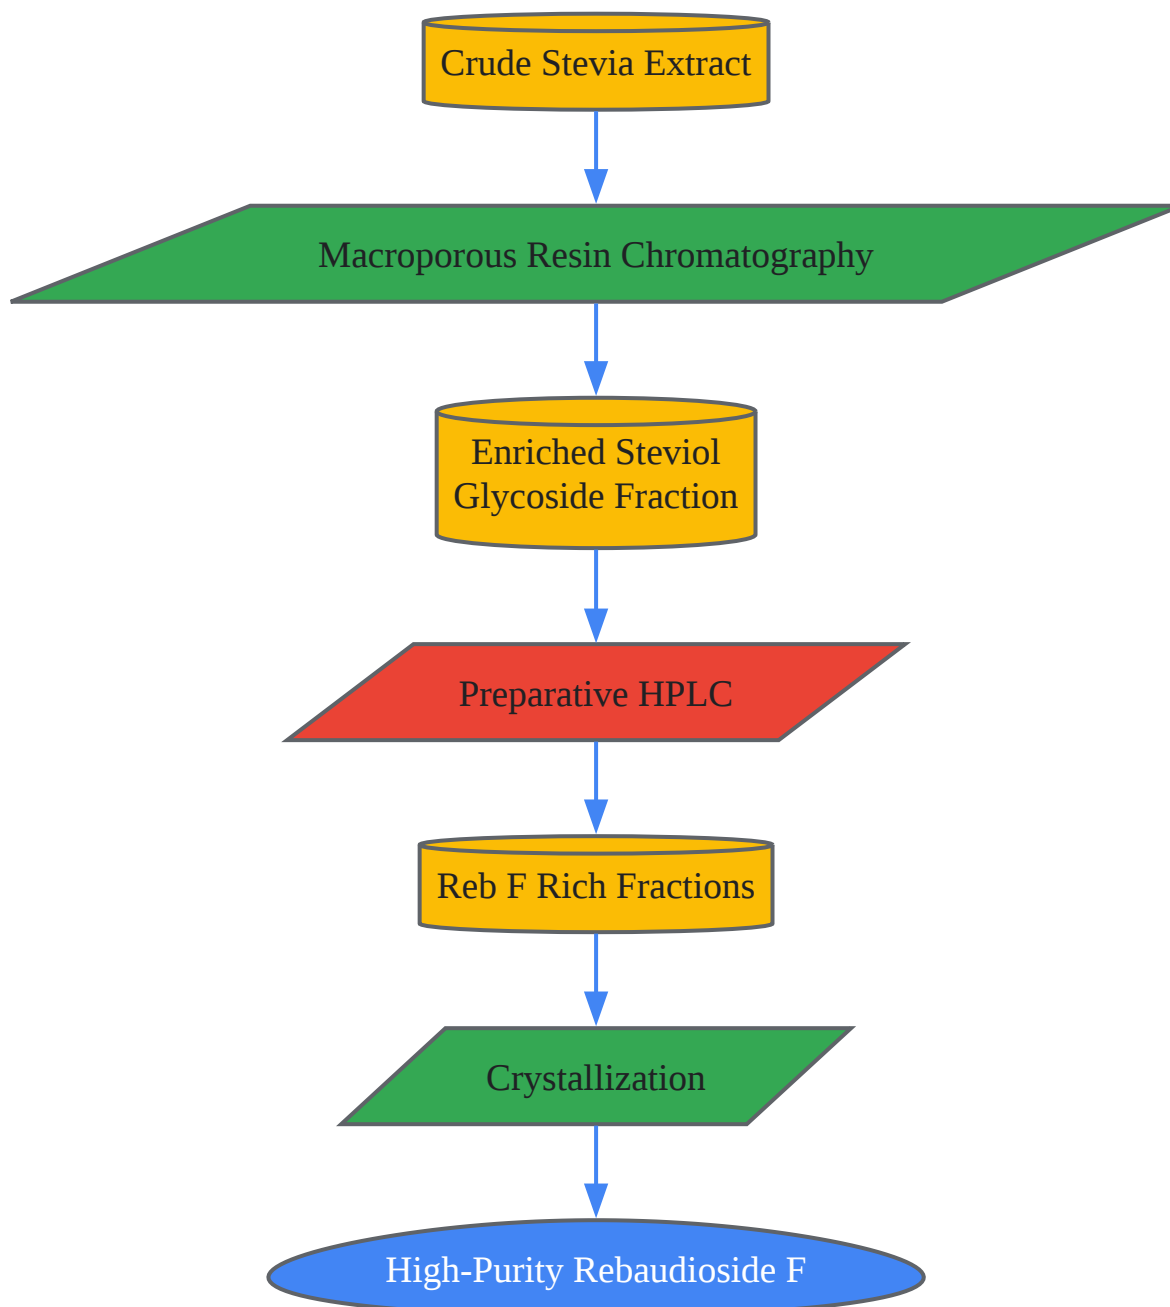 Crude Stevia Extract
Macroporous Resin Chromatography
Enriched Steviol
Glycoside Fraction
Preparative HPLC
Reb F Rich Fractions
Crystallization
High-Purity Rebaudioside F